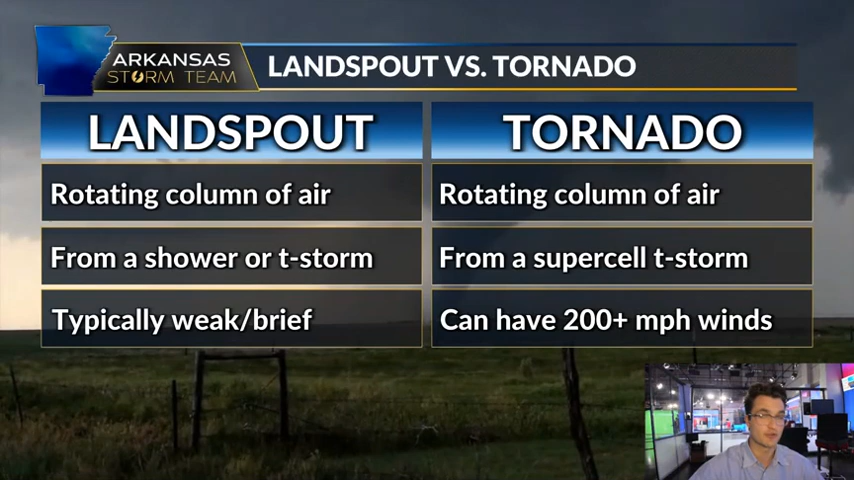 ARKANSAS
STORM TEAM
LANDSPOUT VS. TORNADO
LANDSPOUT
TORNADO
Rotating column of air
Rotating column of air
From a shower or t-storm
From a supercell t-storm
Typically weak/brief
Can have 200+ mph winds